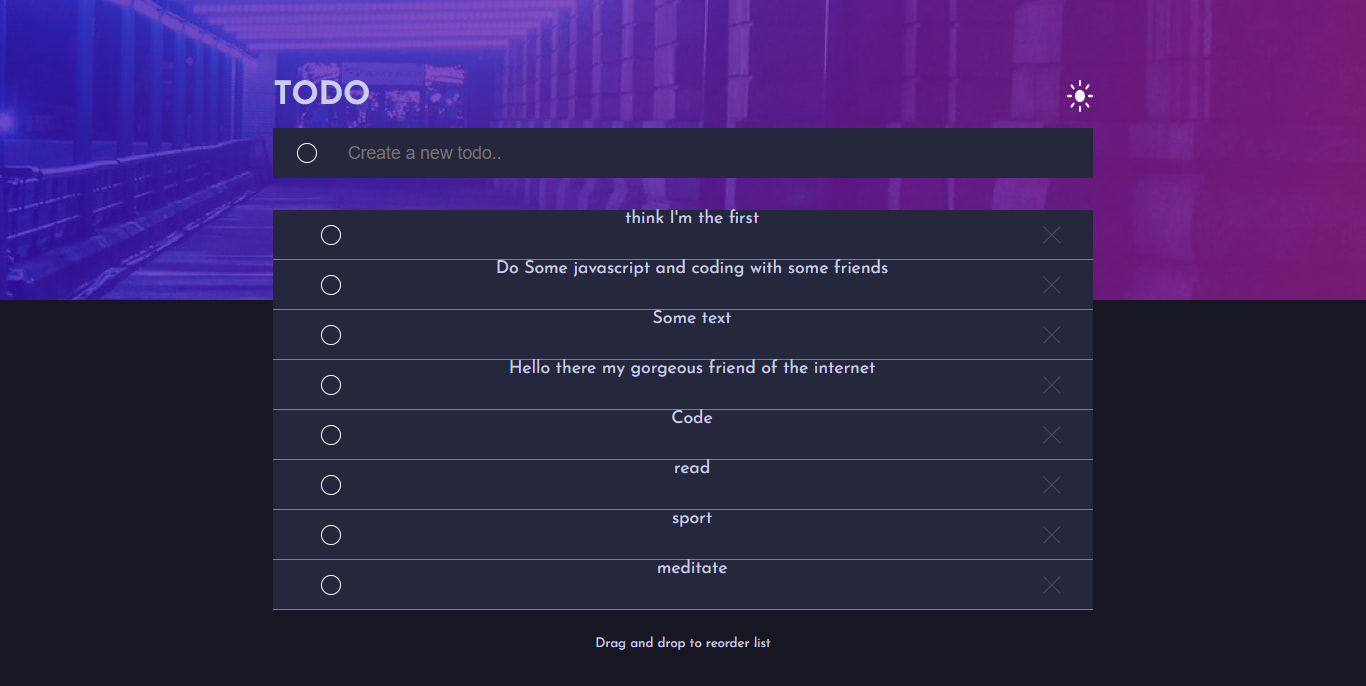 TODO
Create a new todo..
think I'm the first
Do Some javascript and coding with some friends
Some text
Hello there my gorgeous friend of the internet
Code
read
sport
meditate
Drag and drop to reorder list